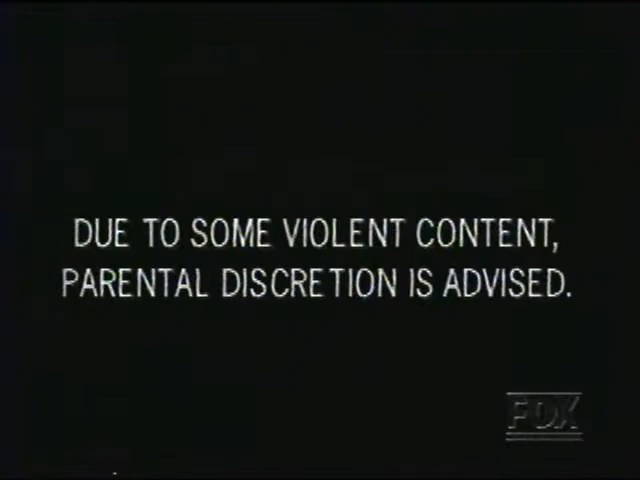 DUE TO SOME VIOLENT CONTENT,
PARENTAL DISCRETION IS ADVISED.
FOX